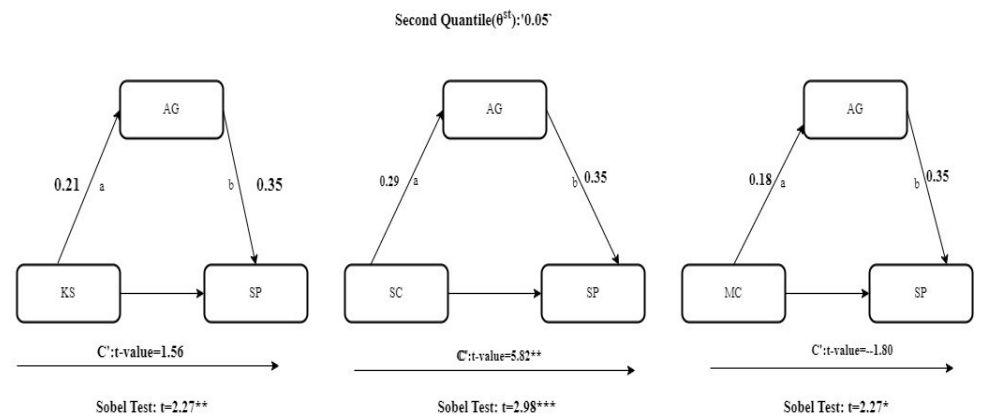 Second Quantile(θˢᵗ):'0.05`
AG
0.21
a
b
0.35
KS
SP
C':t-value=1.56
Sobel Test: t=2.27**
AG
0.29
a
b
0.35
SC
SP
C':t-value=5.82**
Sobel Test: t=2.98***
AG
0.18
a
b
0.35
MC
SP
C':t-value=--1.80
Sobel Test: t=2.27*